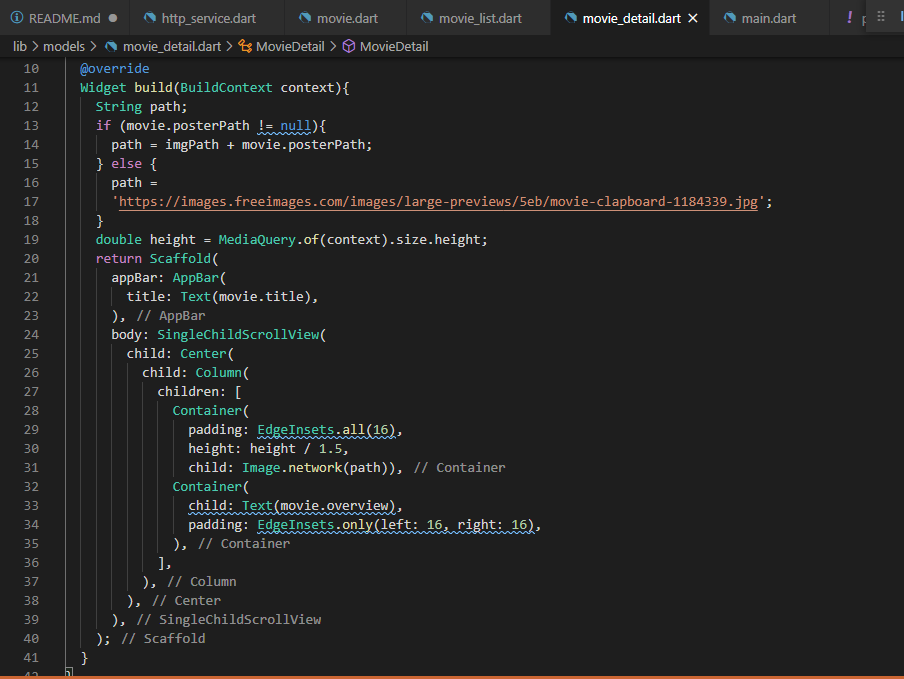 README.md ● http_service.dart movie.dart movie_list.dart movie_detail.dart × main.dart !
lib > models > movie_detail.dart > MovieDetail > MovieDetail
10 @override
11 Widget build(BuildContext context){
12 String path;
13 if (movie.posterPath != null){
14 path = imgPath + movie.posterPath;
15 } else {
16 path =
17 'https://images.freeimages.com/images/large-previews/5eb/movie-clapboard-1184339.jpg';
18 }
19 double height = MediaQuery.of(context).size.height;
20 return Scaffold(
21 appBar: AppBar(
22 title: Text(movie.title),
23 ), // AppBar
24 body: SingleChildScrollView(
25 child: Center(
26 child: Column(
27 children: [
28 Container(
29 padding: EdgeInsets.all(16),
30 height: height / 1.5,
31 child: Image.network(path)), // Container
32 Container(
33 child: Text(movie.overview),
34 padding: EdgeInsets.only(left: 16, right: 16),
35 ), // Container
36 ],
37 ), // Column
38 ), // Center
39 ), // SingleChildScrollView
40 ); // Scaffold
41 }
42 }